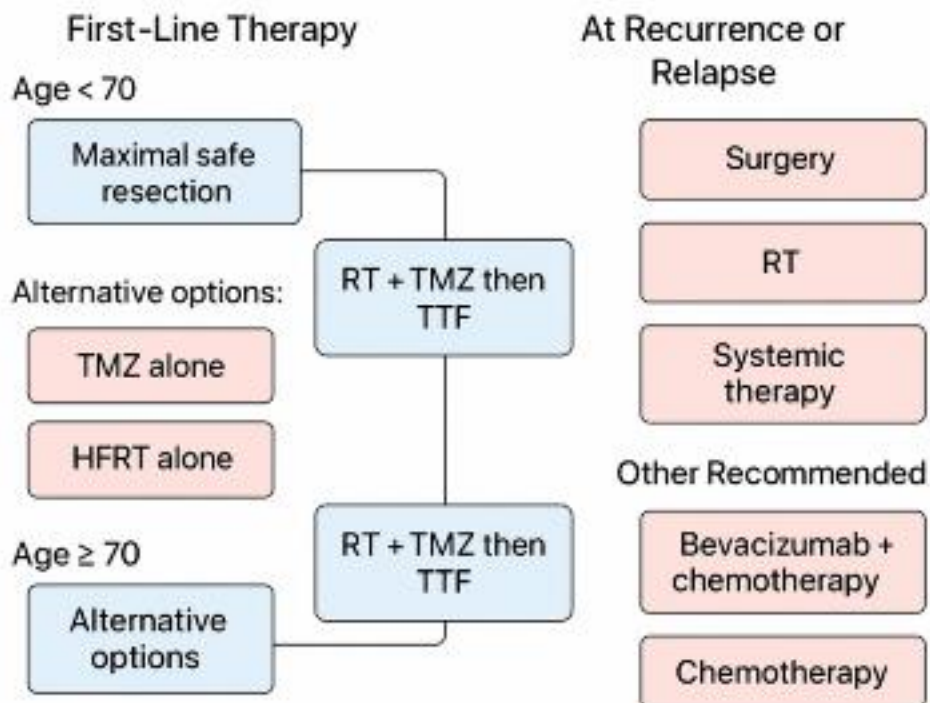 First-Line Therapy
Age < 70
Maximal safe
resection
RT + TMZ then
TTF
Alternative options:
TMZ alone
HFRT alone
Age ≥ 70
Alternative
options
RT + TMZ then
TTF
At Recurrence or
Relapse
Surgery
RT
Systemic
therapy
Other Recommended
Bevacizumab +
chemotherapy
Chemotherapy